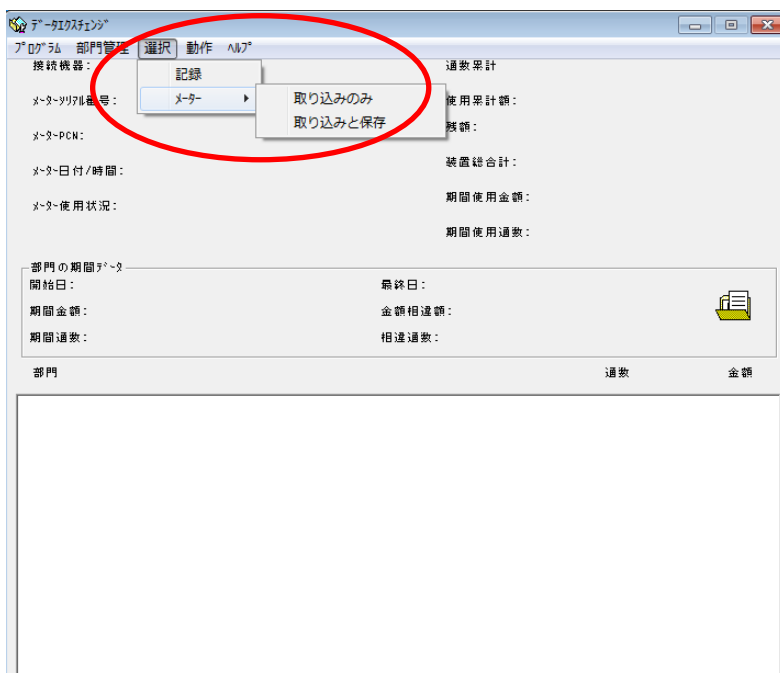 ﾃﾞｰﾀｴｸｽﾁｪﾝｼﾞ
ﾌﾟﾛｸﾞﾗﾑ 部門管理 選択 動作 ﾍﾙﾌﾟ
接続機器：
記録
通数累計
ﾒｰﾀｰｼﾘｱﾙ番号：
ﾒｰﾀｰ
取り込みのみ
使用累計額：
取り込みと保存
残額：
ﾒｰﾀｰPCN：
ﾒｰﾀｰ日付/時間：
装置総合計：
ﾒｰﾀｰ使用状況：
期間使用金額：
期間使用通数：
部門の期間ﾃﾞｰﾀ
開始日： 最終日：
期間金額： 金額相違額：
期間通数： 相違通数：
部門 通数 金額